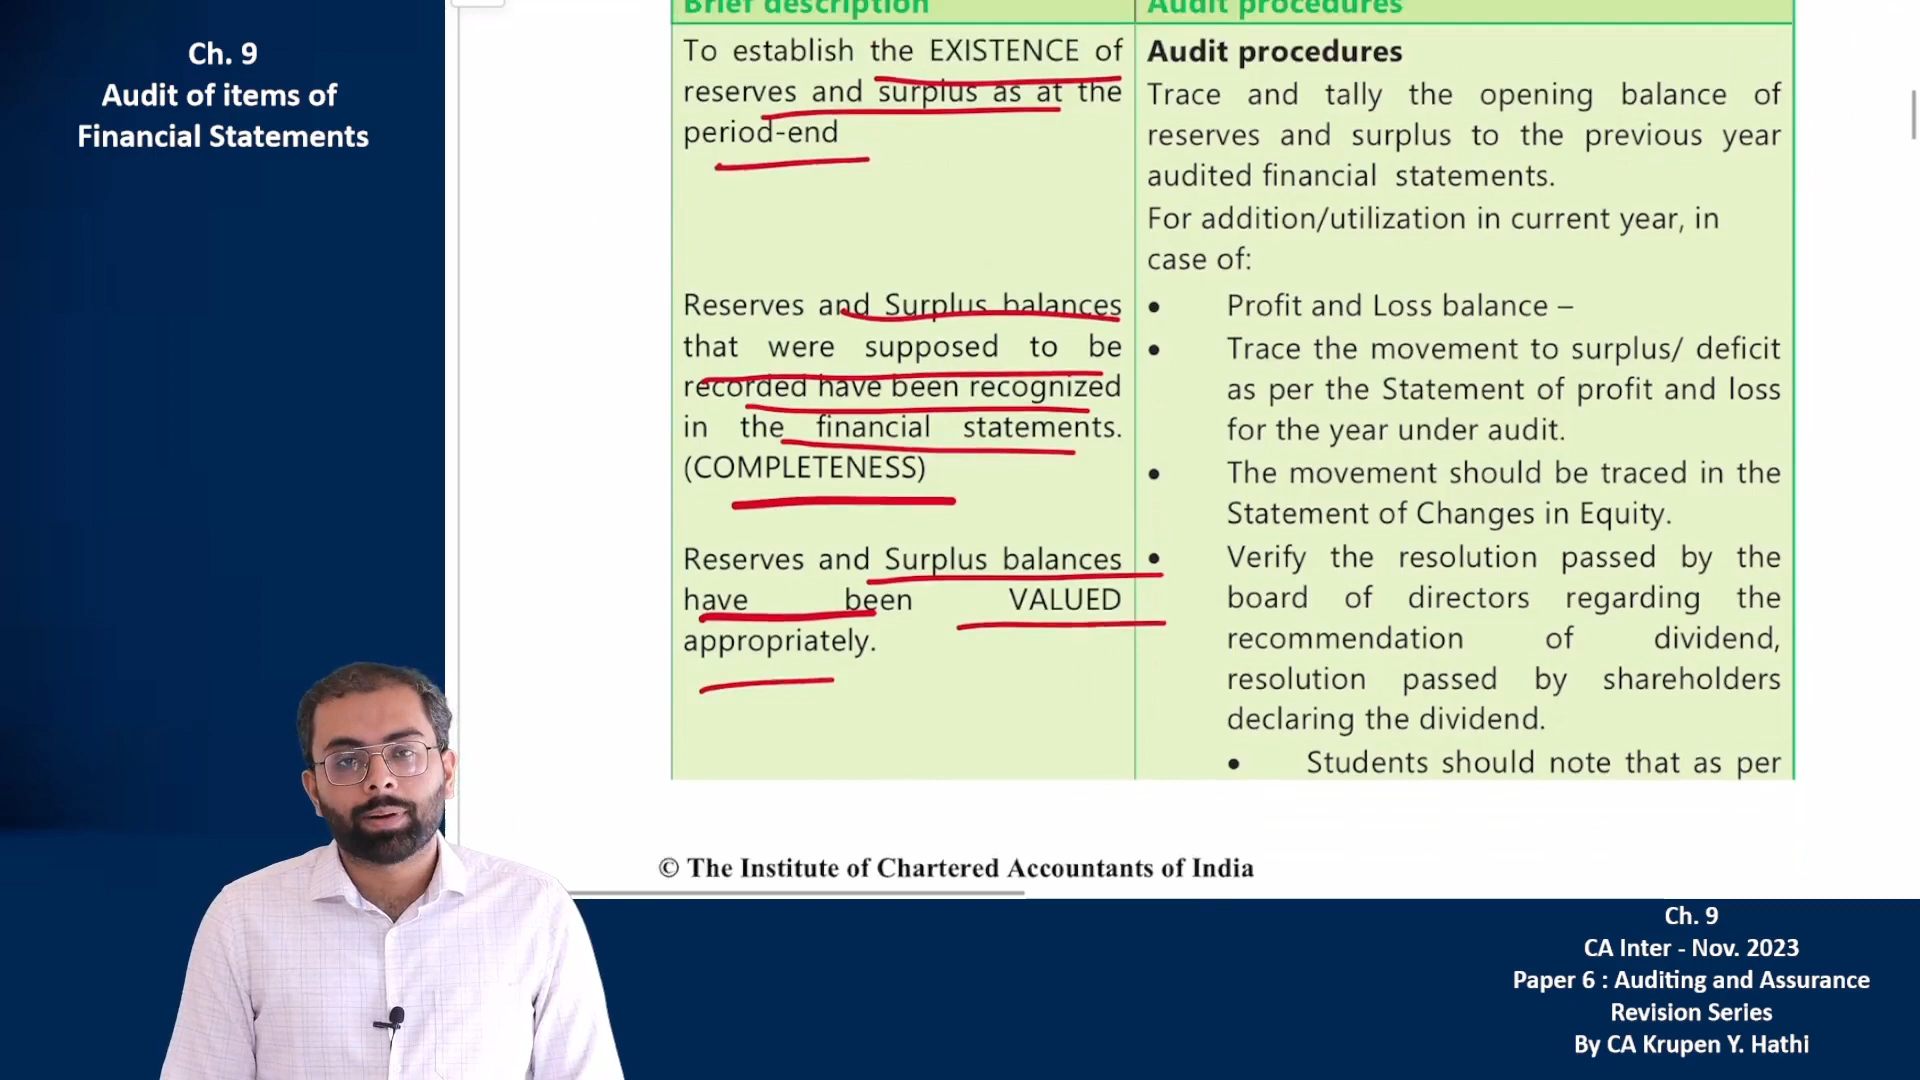 Ch. 9
Audit of items of
Financial Statements
Brief description
Audit procedures
To establish the EXISTENCE of
reserves and surplus as at the
period-end
Reserves and Surplus balances
that were supposed to be
recorded have been recognized
in the financial statements.
(COMPLETENESS)
Reserves and Surplus balances
have been VALUED
appropriately.
Audit procedures
Trace and tally the opening balance of
reserves and surplus to the previous year
audited financial statements.
For addition/utilization in current year, in
case of:
• Profit and Loss balance –
• Trace the movement to surplus/ deficit
as per the Statement of profit and loss
for the year under audit.
• The movement should be traced in the
Statement of Changes in Equity.
• Verify the resolution passed by the
board of directors regarding the
recommendation of dividend,
resolution passed by shareholders
declaring the dividend.
• Students should note that as per
© The Institute of Chartered Accountants of India
Ch. 9
CA Inter - Nov. 2023
Paper 6 : Auditing and Assurance
Revision Series
By CA Krupen Y. Hathi